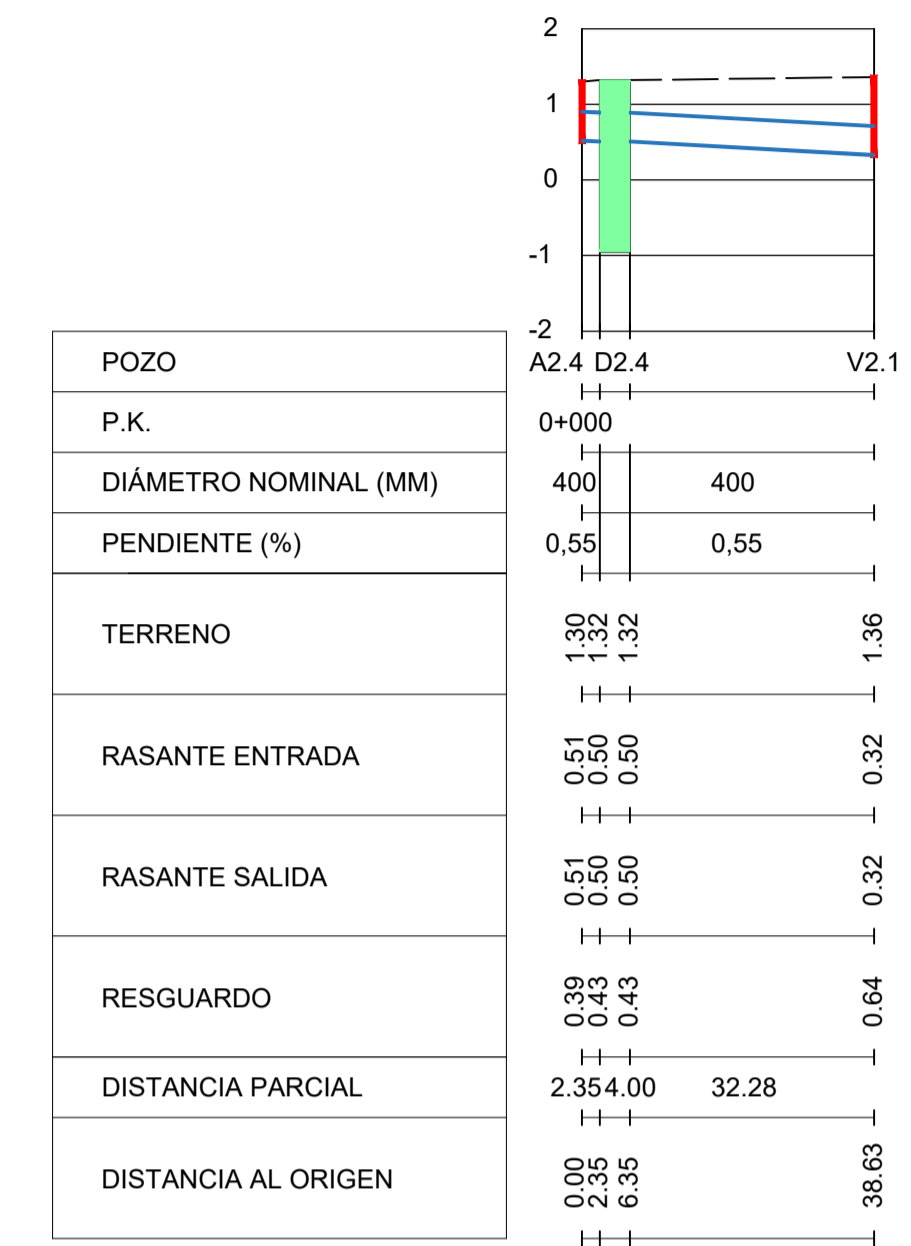 2
1
0
-1
-2
POZO A2.4 D2.4 V2.1
P.K. 0+000
DIÁMETRO NOMINAL (MM) 400 400
PENDIENTE (%) 0,55 0,55
TERRENO 1.30 1.32 1.32 1.36
RASANTE ENTRADA 0.51 0.50 0.50 0.32
RASANTE SALIDA 0.51 0.50 0.50 0.32
RESGUARDO 0.39 0.43 0.43 0.64
DISTANCIA PARCIAL 2.35 4.00 32.28
DISTANCIA AL ORIGEN 0.00 2.35 6.35 38.63